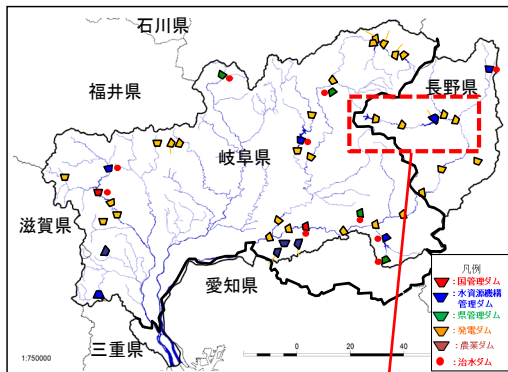 石川県
福井県
長野県
岐阜県
滋賀県
愛知県
三重県
1:750000
0 10 20 30 40 50
凡例
：国管理ダム
：水資源機構
管理ダム
：県管理ダム
：発電ダム
：農業ダム
：治水ダム